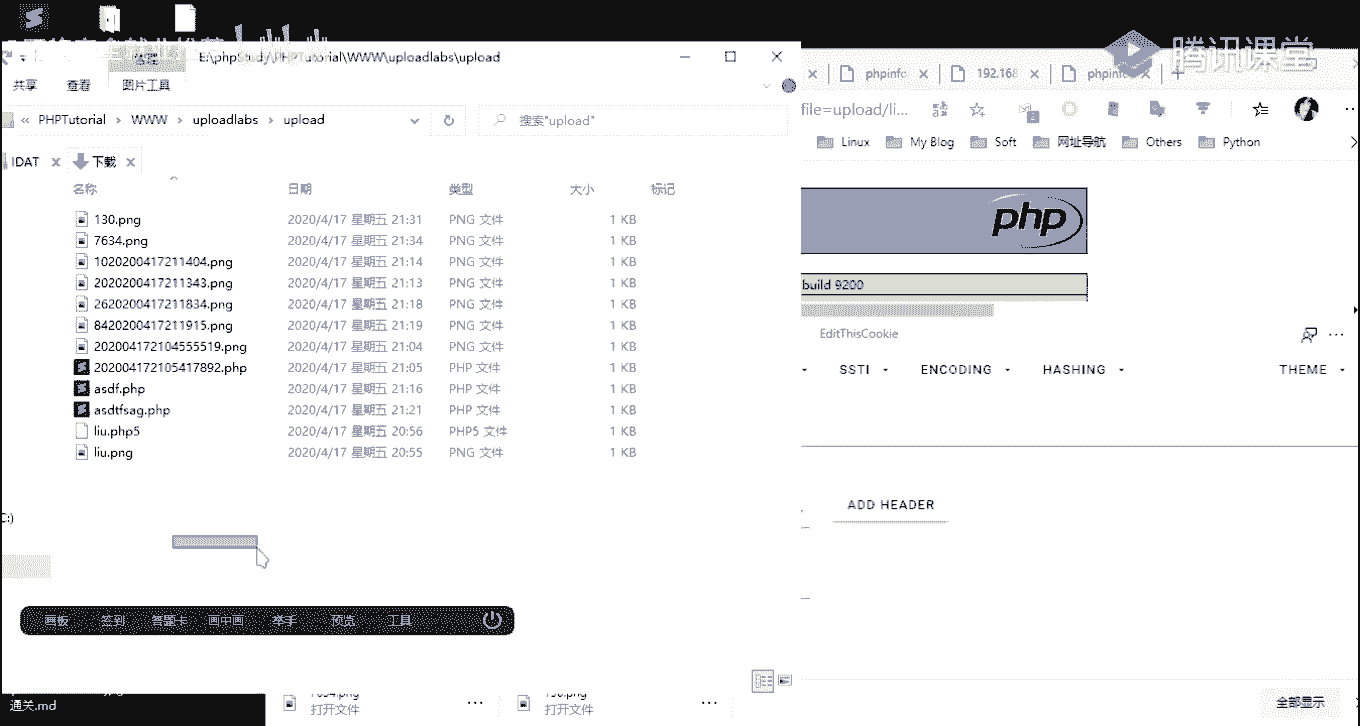 E:\phpStudy\PHPTutorial\WWW\uploadlabs\upload
管理
共享 查看 图片工具
« PHPTutorial › WWW › uploadlabs › upload
搜索"upload"
IDAT 下载
名称 日期 类型 大小 标记
130.png 2020/4/17 星期五 21:31 PNG 文件 1 KB
7634.png 2020/4/17 星期五 21:34 PNG 文件 1 KB
1020200417211404.png 2020/4/17 星期五 21:14 PNG 文件 1 KB
2020200417211343.png 2020/4/17 星期五 21:13 PNG 文件 1 KB
2620200417211834.png 2020/4/17 星期五 21:18 PNG 文件 1 KB
8420200417211915.png 2020/4/17 星期五 21:19 PNG 文件 1 KB
202004172104555519.png 2020/4/17 星期五 21:04 PNG 文件 1 KB
202004172105417892.php 2020/4/17 星期五 21:05 PHP 文件 1 KB
asdf.php 2020/4/17 星期五 21:16 PHP 文件 1 KB
asdtfsag.php 2020/4/17 星期五 21:21 PHP 文件 1 KB
liu.php5 2020/4/17 星期五 20:56 PHP5 文件 1 KB
liu.png 2020/4/17 星期五 20:55 PNG 文件 1 KB
C:)
画板 签到 答题卡 画中画 举手 预览 工具
通关.md
7634.png
打开文件
130.png
打开文件
腾讯课堂
phpinfo 192.168 phpinfo
file=upload/li...
2
Linux My Blog Soft 网址导航 Others Python
php
build 9200
EditThisCookie
SSTI ENCODING HASHING THEME
ADD HEADER
全部显示